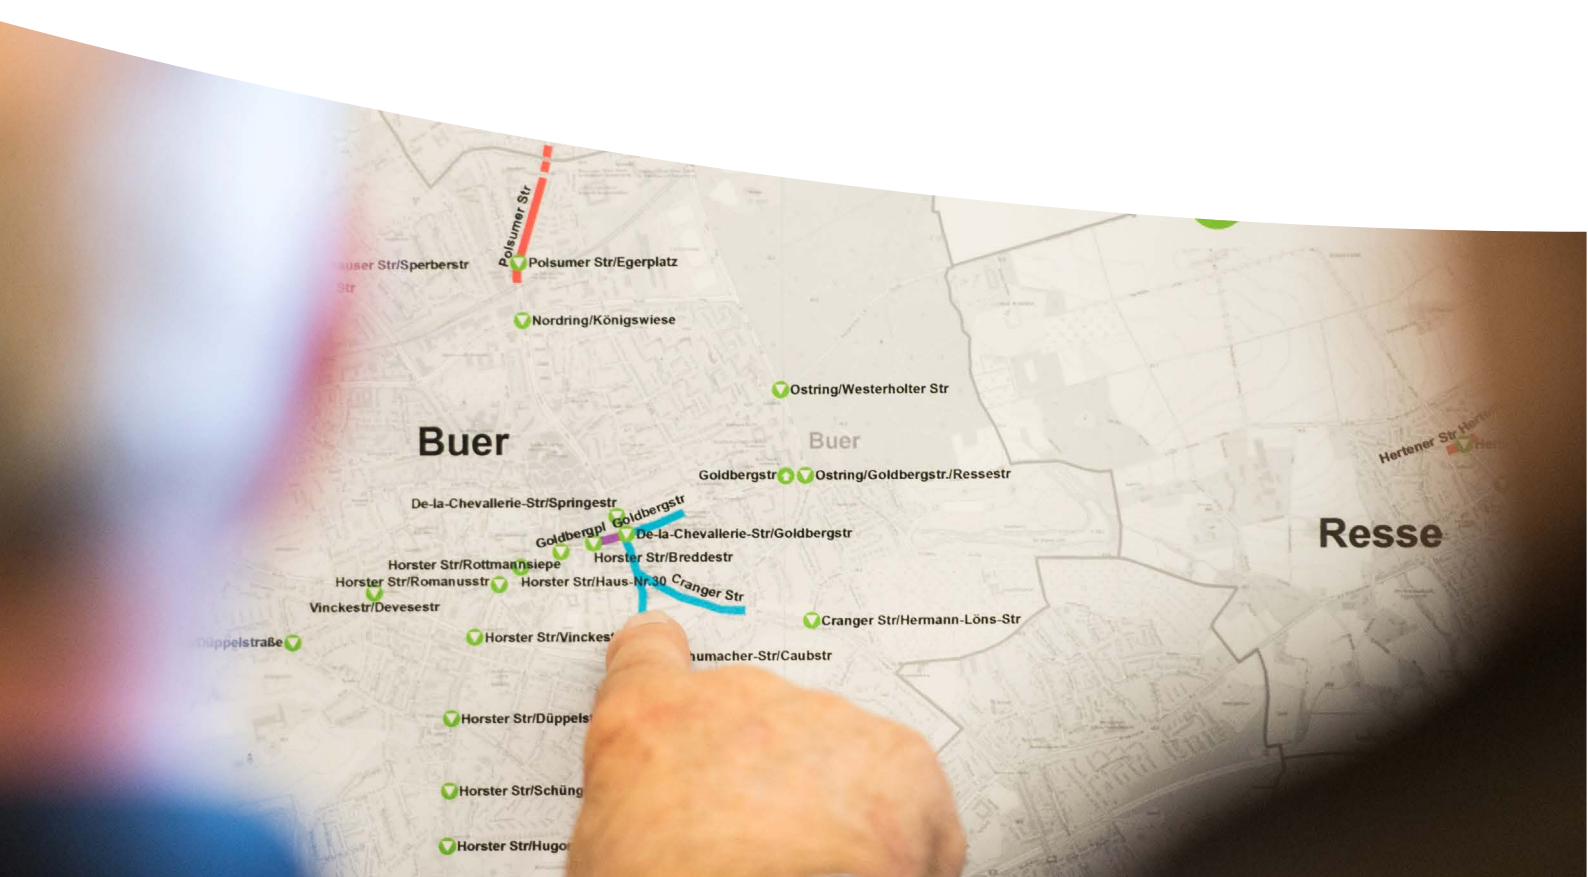 Polsumer Str
user Str/Sperberstr
Polsumer Str/Egerplatz
Str
Nordring/Königswiese
Ostring/Westerholter Str
Buer
Buer
Hertener Str
Goldbergstr
Ostring/Goldbergstr./Ressestr
De-la-Chevallerie-Str/Springestr
Goldbergstr
Goldbergpl
De-la-Chevallerie-Str/Goldbergstr
Resse
Horster Str/Breddestr
Horster Str/Rottmannsiepe
Horster Str/Romanusstr
Horster Str/Haus-Nr.30
Cranger Str
Vinckestr/Devesestr
Cranger Str/Hermann-Löns-Str
Düppelstraße
Horster Str/Vinckes
humacher-Str/Caubstr
Horster Str/Düppels
Horster Str/Schüng
Horster Str/Hugo